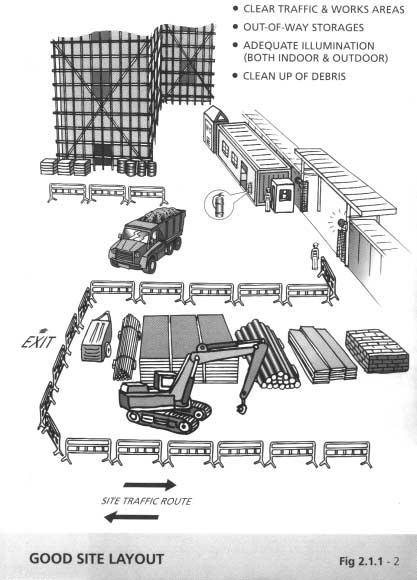 • CLEAR TRAFFIC & WORKS AREAS
• OUT-OF-WAY STORAGES
• ADEQUATE ILLUMINATION
(BOTH INDOOR & OUTDOOR)
• CLEAN UP OF DEBRIS
EXIT
SITE TRAFFIC ROUTE
GOOD SITE LAYOUT
Fig 2.1.1 - 2